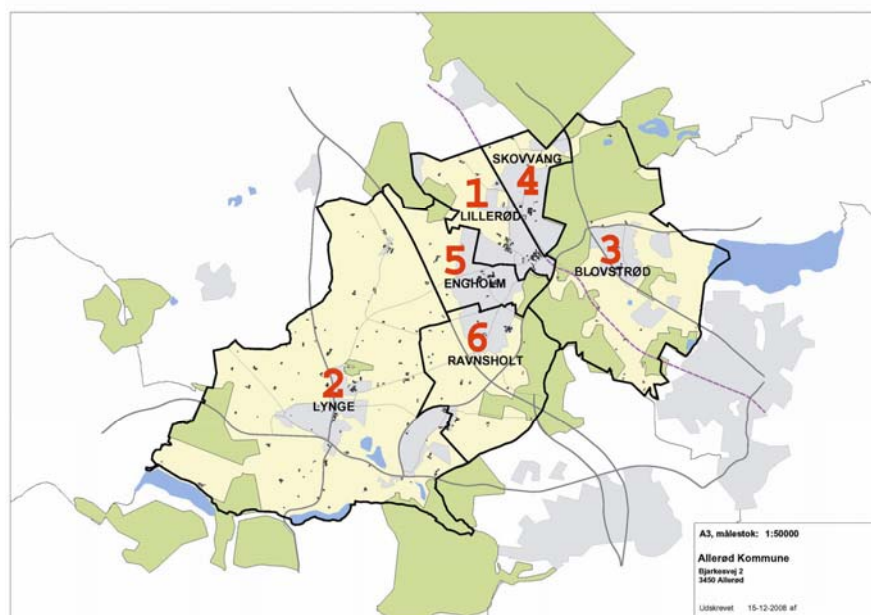 SKOVVANG
4
1
LILLERØD
3
BLOVSTRØD
5
ENGHOLM
6
RAVNSHOLT
2
LYNGE
A3, målestok: 1:50000
Allerød Kommune
Bjarkesvej 2
3450 Allerød
Udskrevet 15-12-2008 af